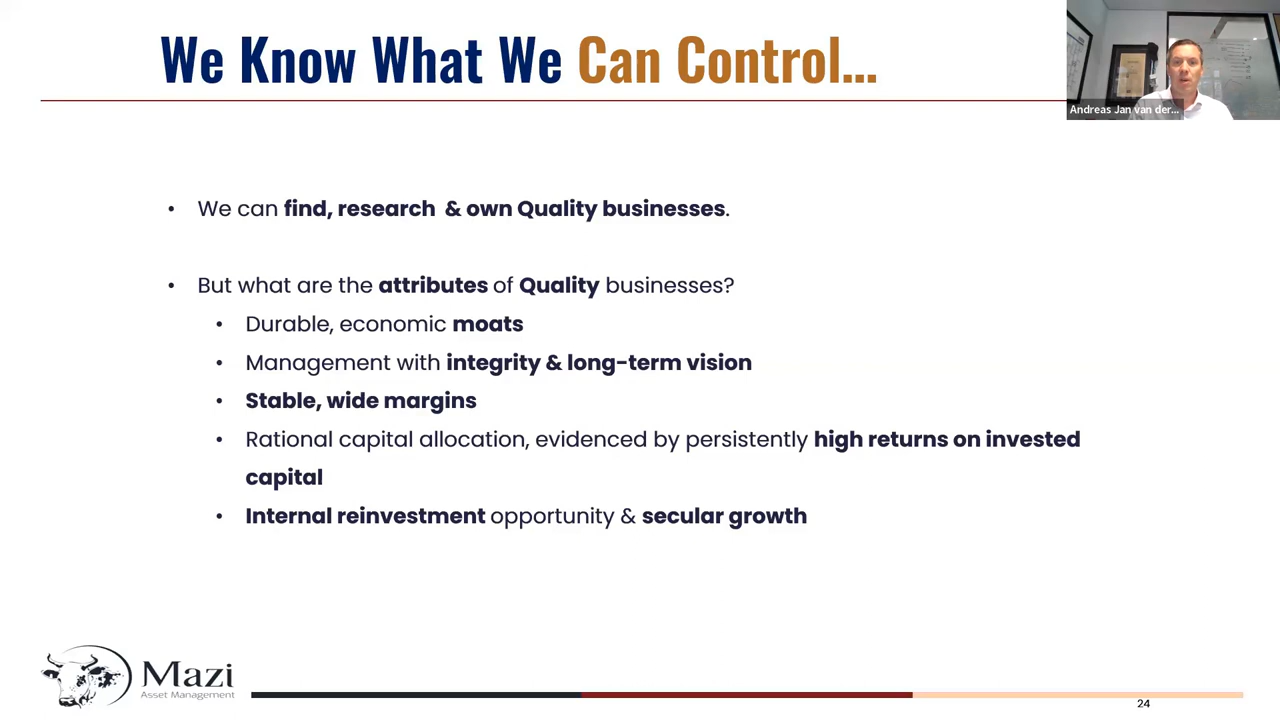 We Know What We Can Control...
Andreas Jan van der...
• We can find, research & own Quality businesses.
• But what are the attributes of Quality businesses?
• Durable, economic moats
• Management with integrity & long-term vision
• Stable, wide margins
• Rational capital allocation, evidenced by persistently high returns on invested
capital
• Internal reinvestment opportunity & secular growth
Mazi
Asset Management
24